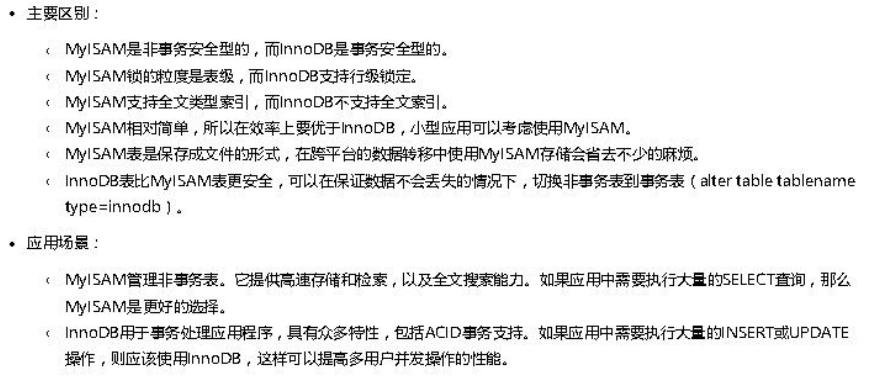 • 主要区别：
‹ MyISAM是非事务安全型的，而InnoDB是事务安全型的。
‹ MyISAM锁的粒度是表级，而InnoDB支持行级锁定。
‹ MyISAM支持全文类型索引，而InnoDB不支持全文索引。
‹ MyISAM相对简单，所以在效率上要优于InnoDB，小型应用可以考虑使用MyISAM。
‹ MyISAM表是保存成文件的形式，在跨平台的数据转移中使用MyISAM存储会省去不少的麻烦。
‹ InnoDB表比MyISAM表更安全，可以在保证数据不会丢失的情况下，切换非事务表到事务表（alter table tablename
type=innodb）。
• 应用场景：
‹ MyISAM管理非事务表。它提供高速存储和检索，以及全文搜索能力。如果应用中需要执行大量的SELECT查询，那么
MyISAM是更好的选择。
‹ InnoDB用于事务处理应用程序，具有众多特性，包括ACID事务支持。如果应用中需要执行大量的INSERT或UPDATE
操作，则应该使用InnoDB，这样可以提高多用户并发操作的性能。